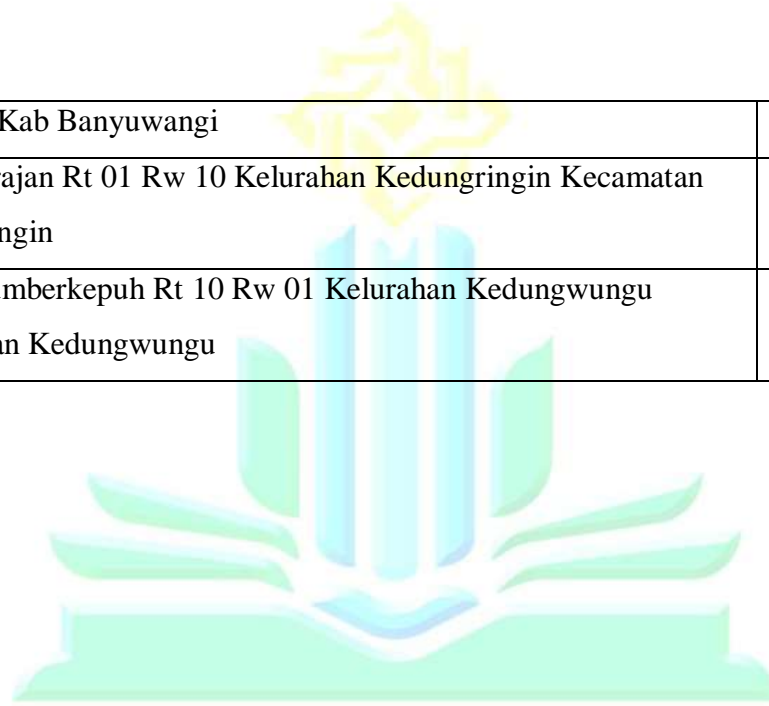 Kab Banyuwangi
rajan Rt 01 Rw 10 Kelurahan Kedungringin Kecamatan
ngin
mberkepuh Rt 10 Rw 01 Kelurahan Kedungwungu
an Kedungwungu